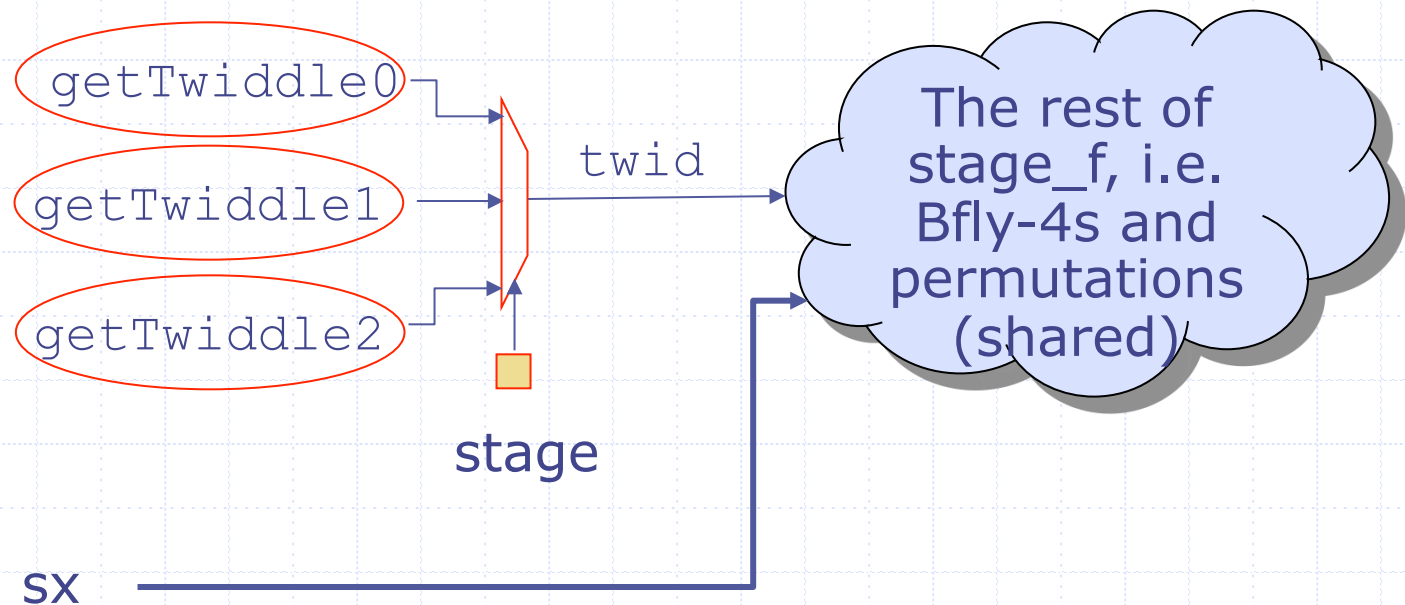 getTwiddle0
getTwiddle1
getTwiddle2
twid
stage
sx
The rest of
stage_f, i.e.
Bfly-4s and
permutations
(shared)